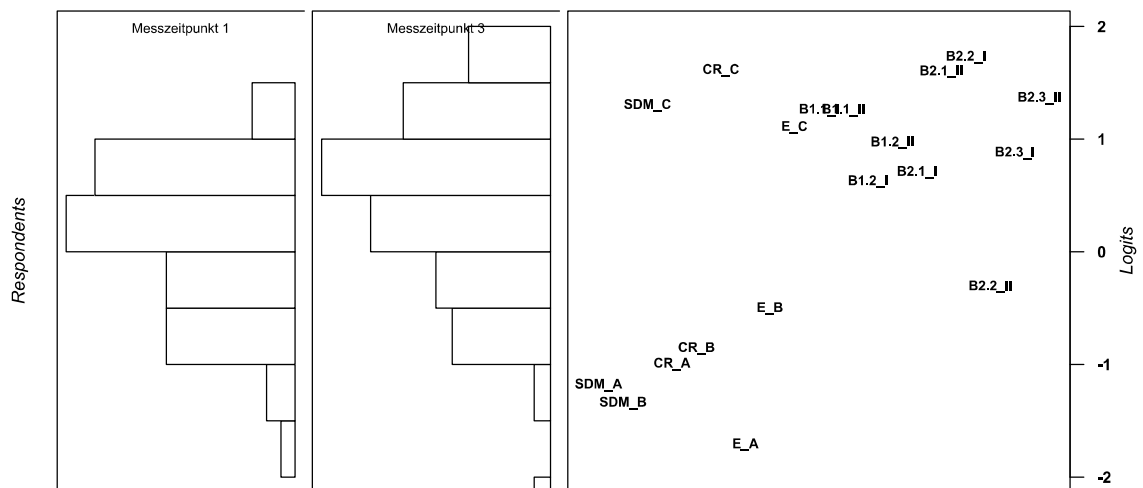 Messzeitpunkt 1
Messzeitpunkt 3
Respondents
2
B2.2_I
CR_C
B2.1_II
B2.3_II
SDM_C
B1.1_II
E_C
1
B1.2_II
B2.3_I
B2.1_I
B1.2_I
0
Logits
B2.2_II
E_B
CR_B
CR_A
-1
SDM_A
SDM_B
E_A
-2